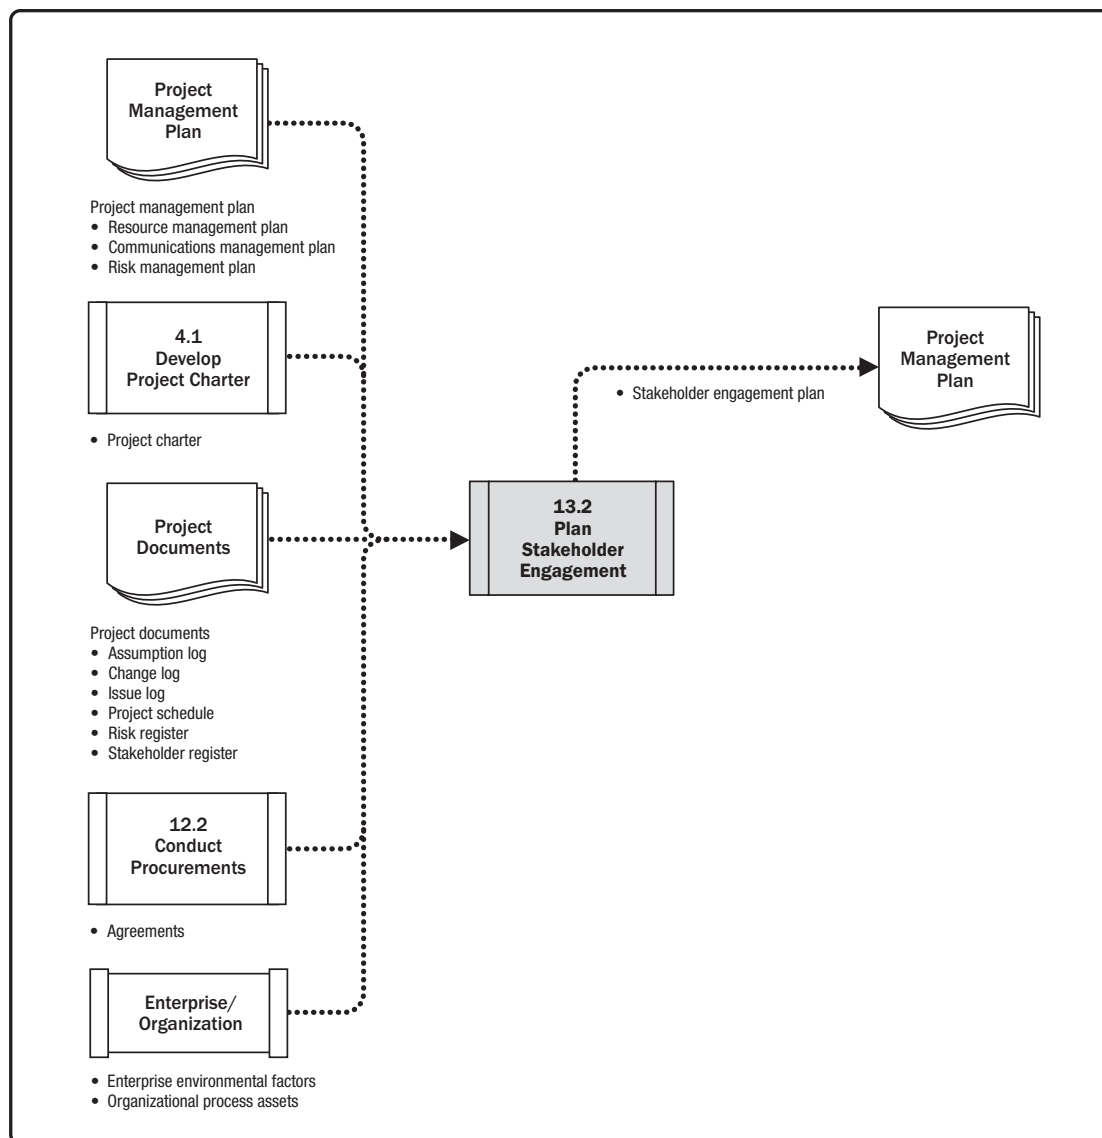 Project
Management
Plan
Project management plan
• Resource management plan
• Communications management plan
• Risk management plan
4.1
Develop
Project Charter
• Project charter
Project
Documents
Project documents
• Assumption log
• Change log
• Issue log
• Project schedule
• Risk register
• Stakeholder register
12.2
Conduct
Procurements
• Agreements
Enterprise/
Organization
• Enterprise environmental factors
• Organizational process assets
13.2
Plan
Stakeholder
Engagement
• Stakeholder engagement plan
Project
Management
Plan